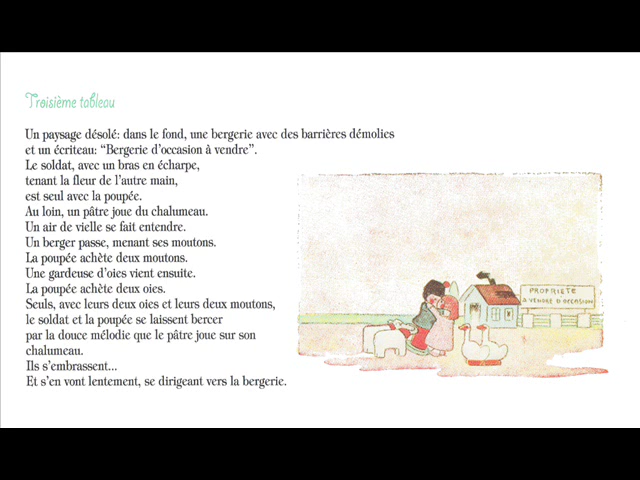 Troisième tableau
Un paysage désolé: dans le fond, une bergerie avec des barrières démolies
et un écriteau: “Bergerie d’occasion à vendre”.
Le soldat, avec un bras en écharpe,
tenant la fleur de l’autre main,
est seul avec la poupée.
Au loin, un pâtre joue du chalumeau.
Un air de vielle se fait entendre.
Un berger passe, menant ses moutons.
La poupée achète deux moutons.
Une gardeuse d’oies vient ensuite.
La poupée achète deux oies.
Seuls, avec leurs deux oies et leurs deux moutons,
le soldat et la poupée se laissent bercer
par la douce mélodie que le pâtre joue sur son
chalumeau.
Ils s’embrassent...
Et s’en vont lentement, se dirigeant vers la bergerie.
PROPRIETE
A VENDRE D'OCCASION